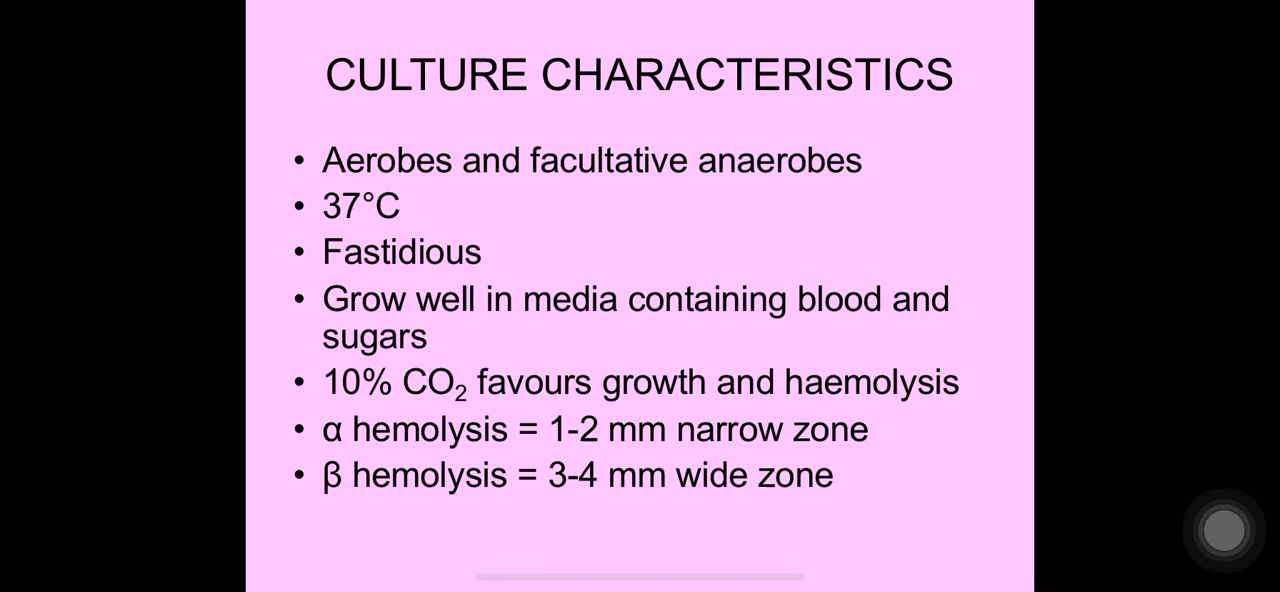 CULTURE CHARACTERISTICS
• Aerobes and facultative anaerobes
• 37°C
• Fastidious
• Grow well in media containing blood and
sugars
• 10% CO₂ favours growth and haemolysis
• α hemolysis = 1-2 mm narrow zone
• β hemolysis = 3-4 mm wide zone